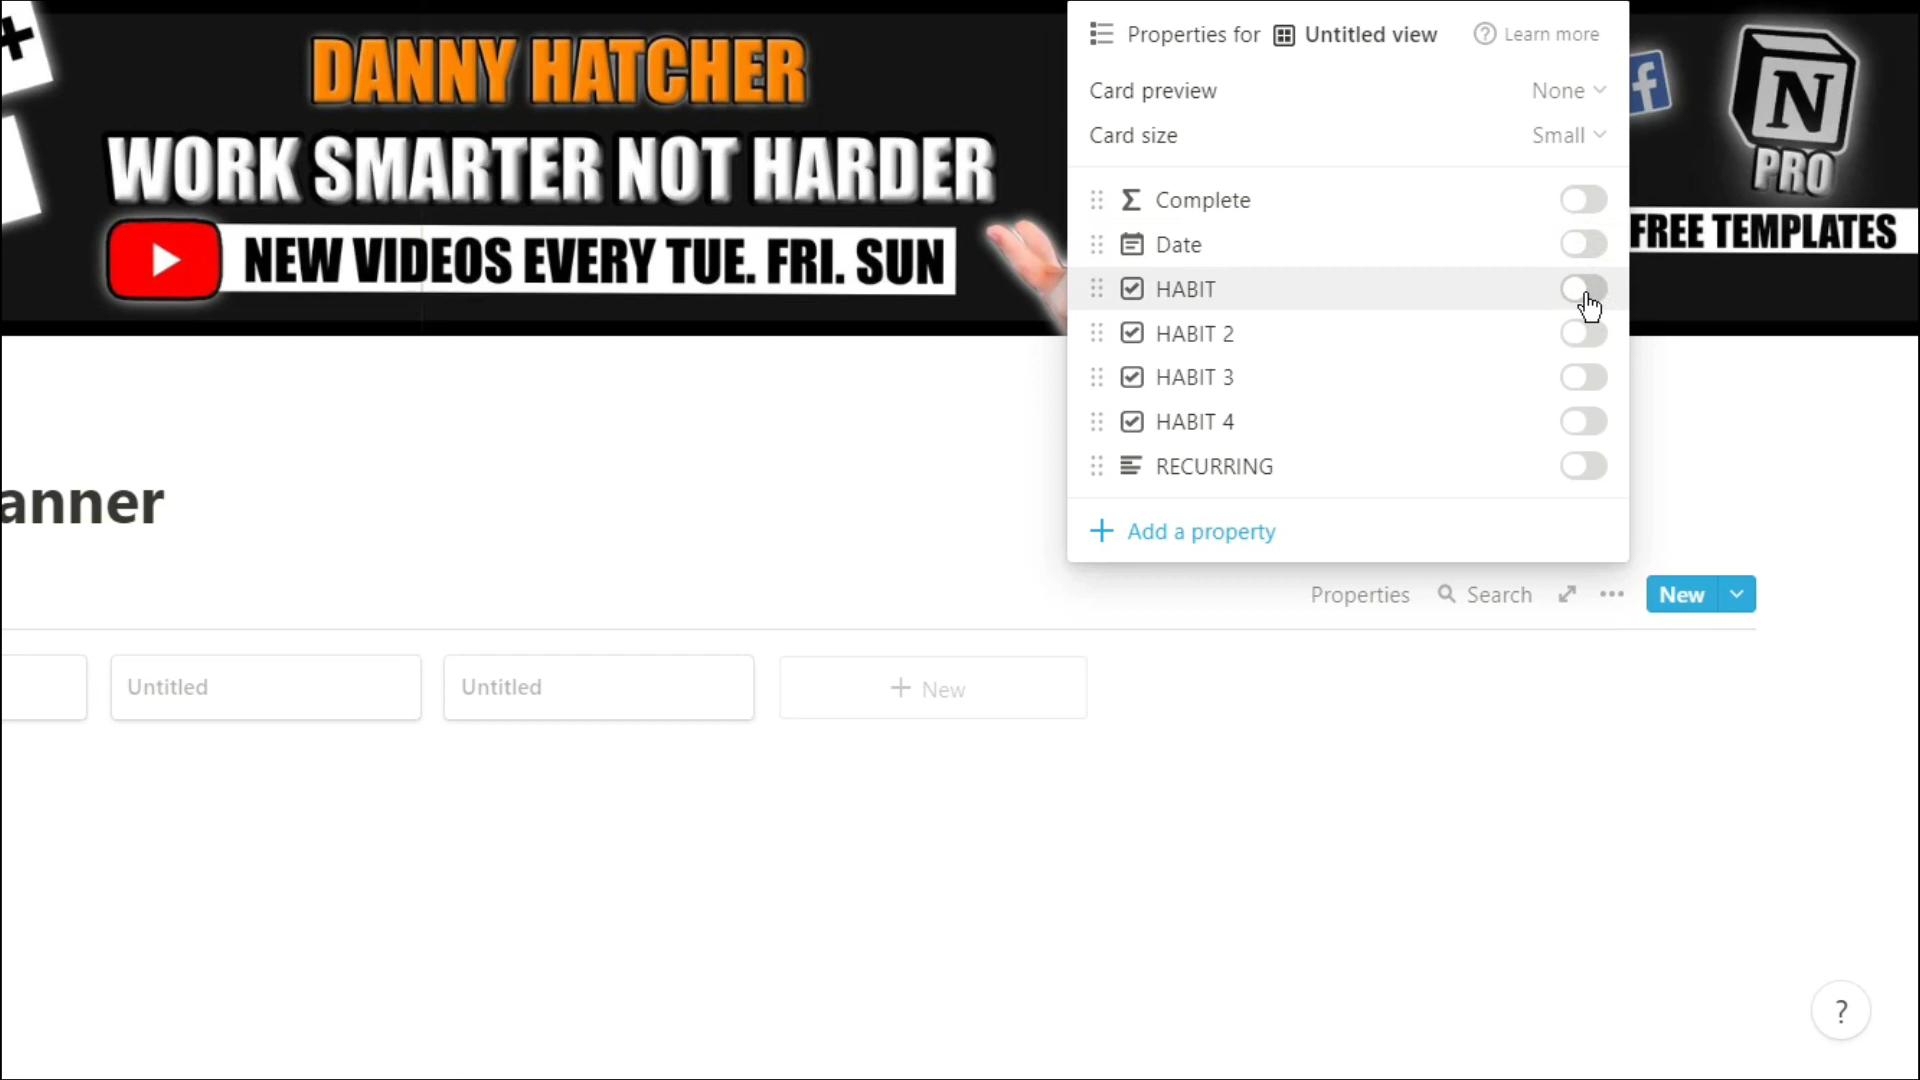 DANNY HATCHER
WORK SMARTER NOT HARDER
NEW VIDEOS EVERY TUE. FRI. SUN
f
N
PRO
FREE TEMPLATES
Properties for Untitled view
Learn more
Card preview None
Card size Small
Complete
Date
HABIT
HABIT 2
HABIT 3
HABIT 4
RECURRING
+ Add a property
anner
Properties Search ••• New
Untitled
Untitled
+ New
?